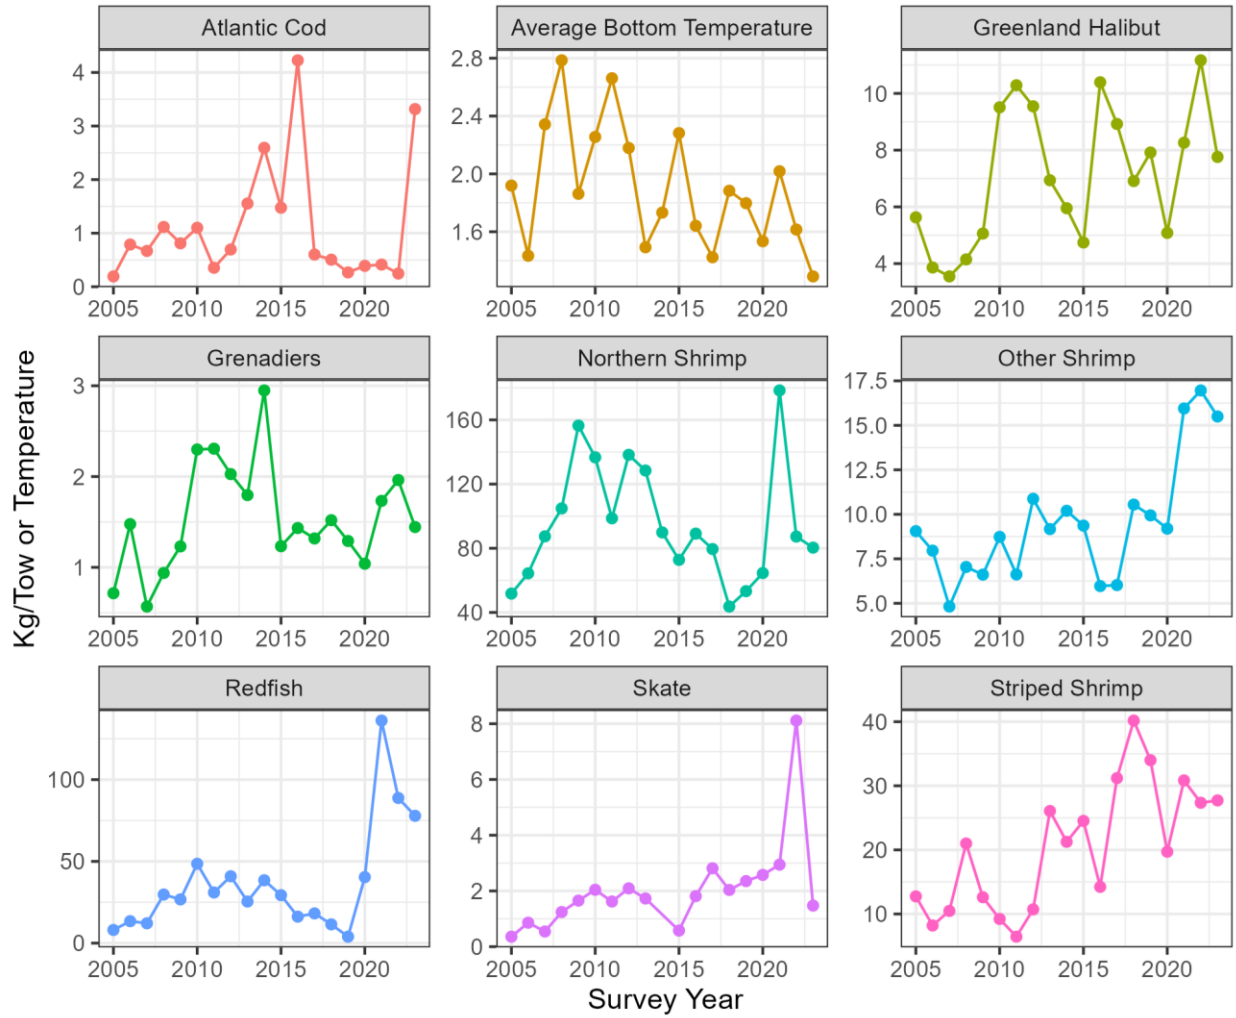 Atlantic Cod
Average Bottom Temperature
Greenland Halibut
4
3
2
1
0
2005 2010 2015 2020
2.8
2.4
2.0
1.6
2005 2010 2015 2020
10
8
6
4
2005 2010 2015 2020
Kg/Tow or Temperature
Grenadiers
Northern Shrimp
Other Shrimp
3
2
1
2005 2010 2015 2020
160
120
80
40
2005 2010 2015 2020
17.5
15.0
12.5
10.0
7.5
5.0
2005 2010 2015 2020
Redfish
Skate
Striped Shrimp
100
50
0
2005 2010 2015 2020
8
6
4
2
0
2005 2010 2015 2020
40
30
20
10
2005 2010 2015 2020
Survey Year